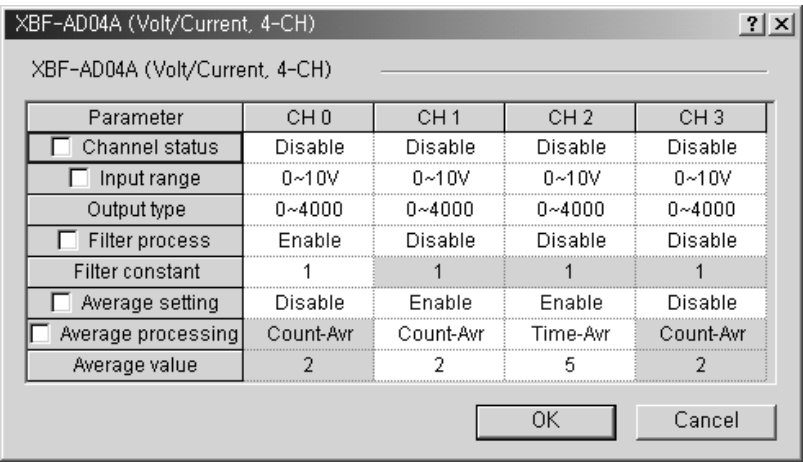 XBF-AD04A (Volt/Current, 4-CH) ? ×
XBF-AD04A (Volt/Current, 4-CH)
Parameter CH 0 CH 1 CH 2 CH 3
Channel status Disable Disable Disable Disable
Input range 0~10V 0~10V 0~10V 0~10V
Output type 0~4000 0~4000 0~4000 0~4000
Filter process Enable Disable Disable Disable
Filter constant 1 1 1 1
Average setting Disable Enable Enable Disable
Average processing Count-Avr Count-Avr Time-Avr Count-Avr
Average value 2 2 5 2
OK Cancel